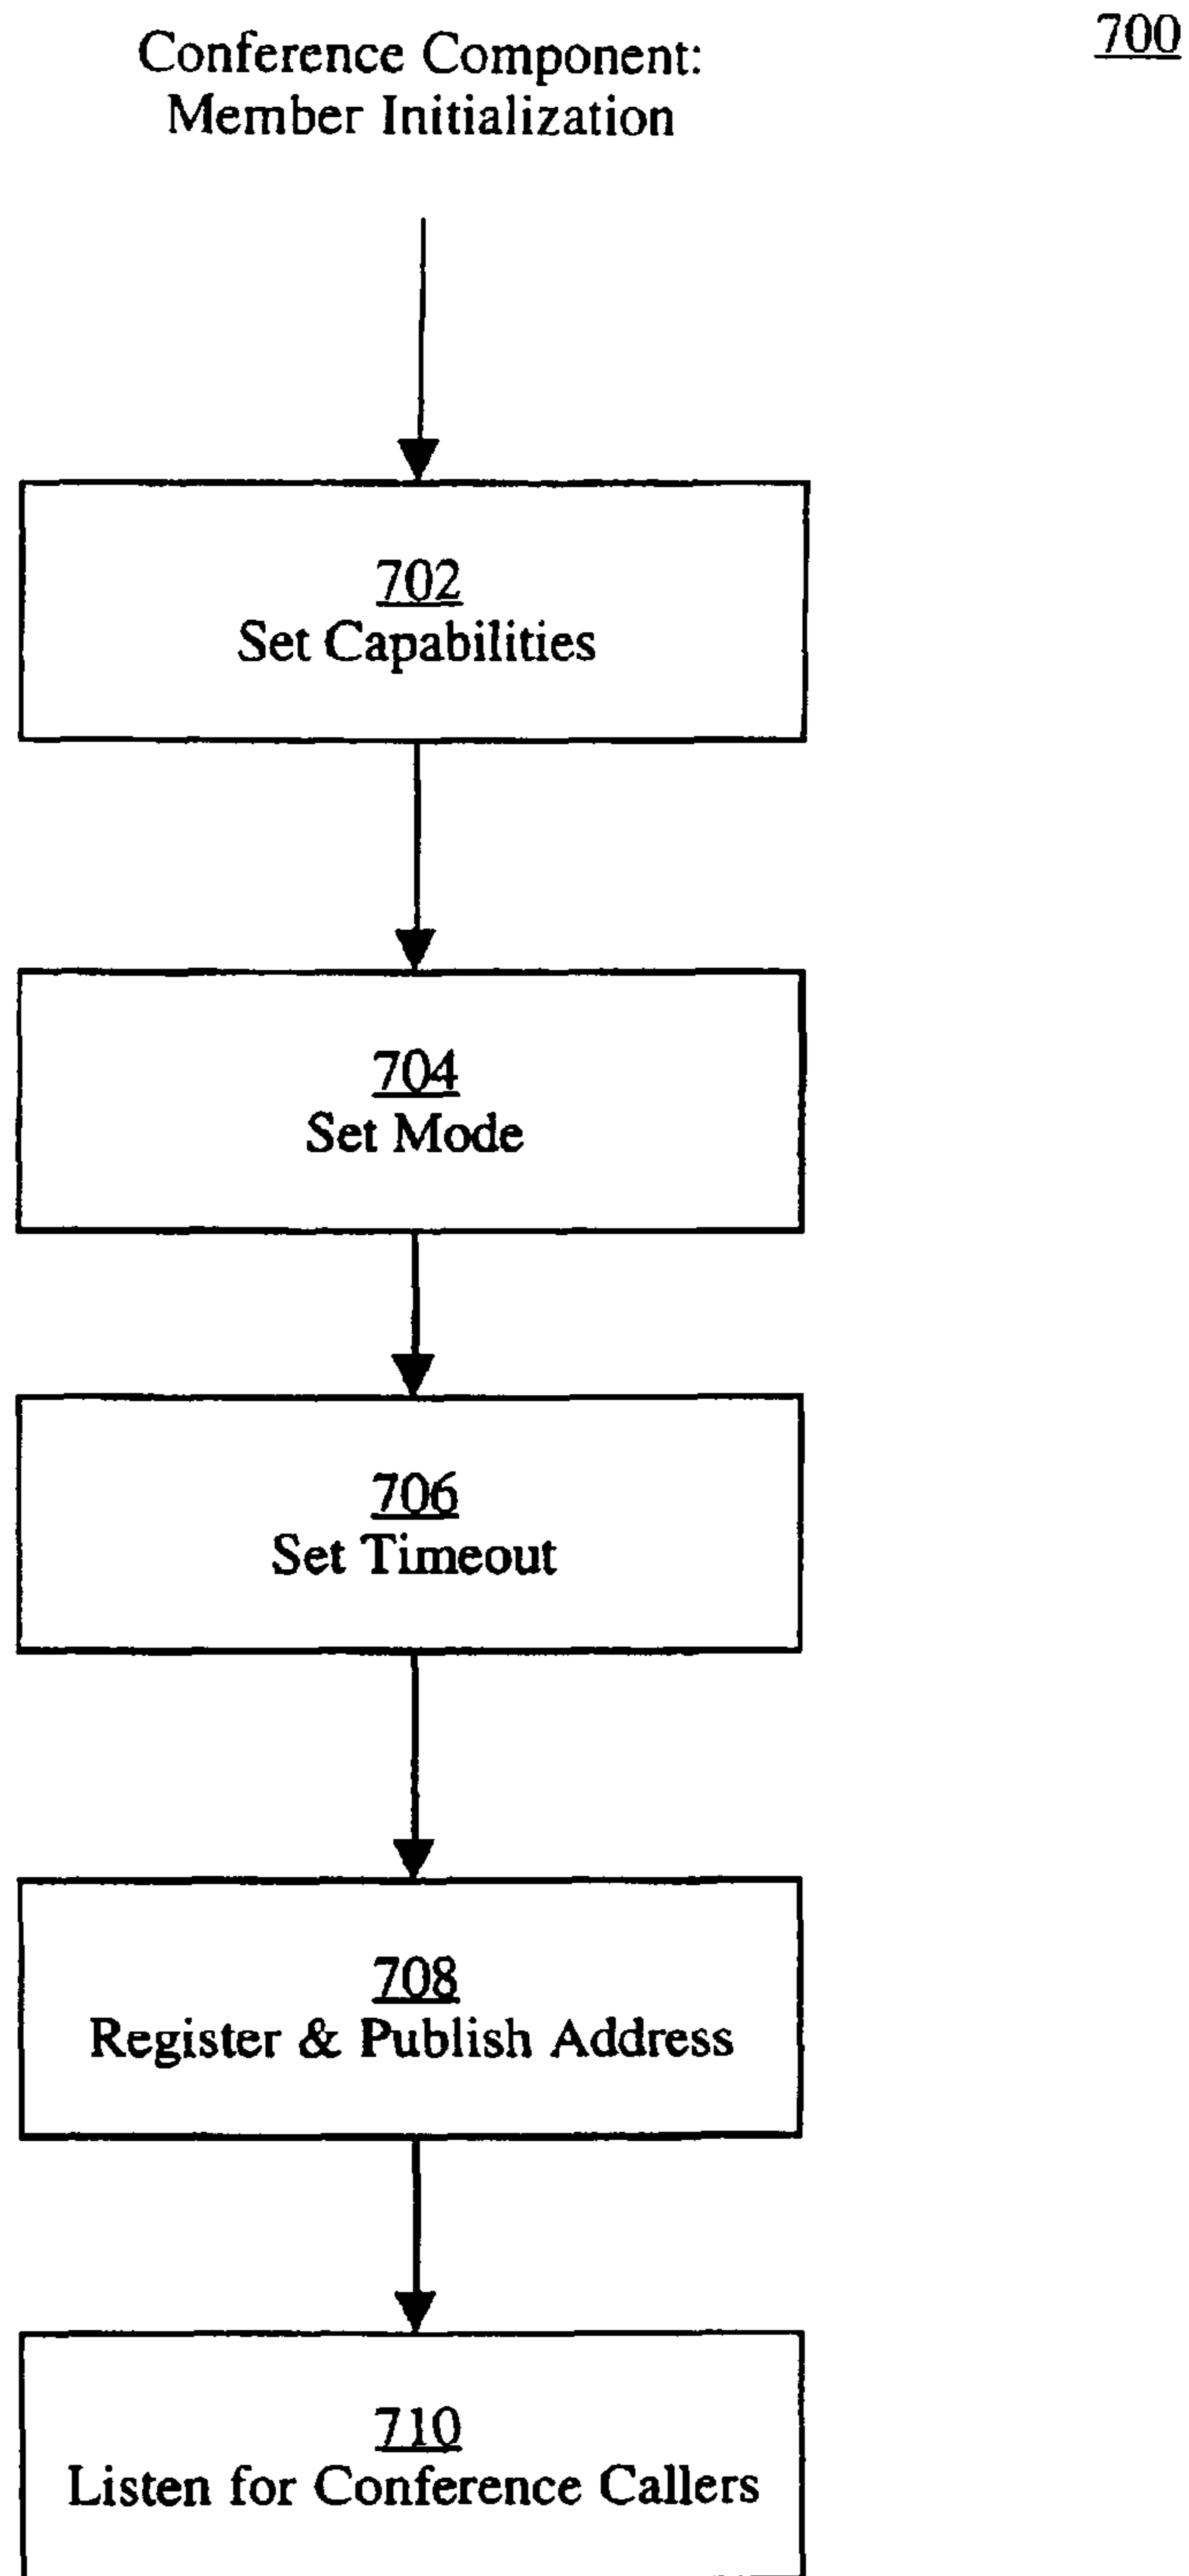 700
Conference Component:
Member Initialization
702
Set Capabilities
704
Set Mode
706
Set Timeout
708
Register & Publish Address
710
Listen for Conference Callers